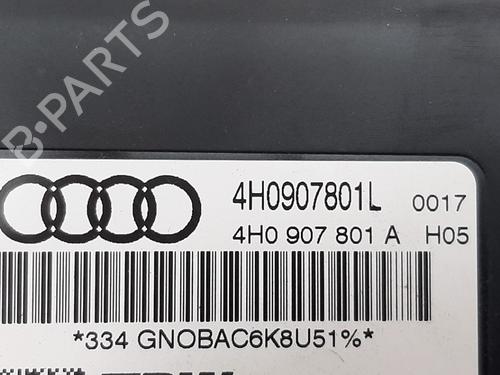 B-PARTS
4H0907801L 0017
4H0 907 801 A H05
*334 GNOBAC6K8U51%*